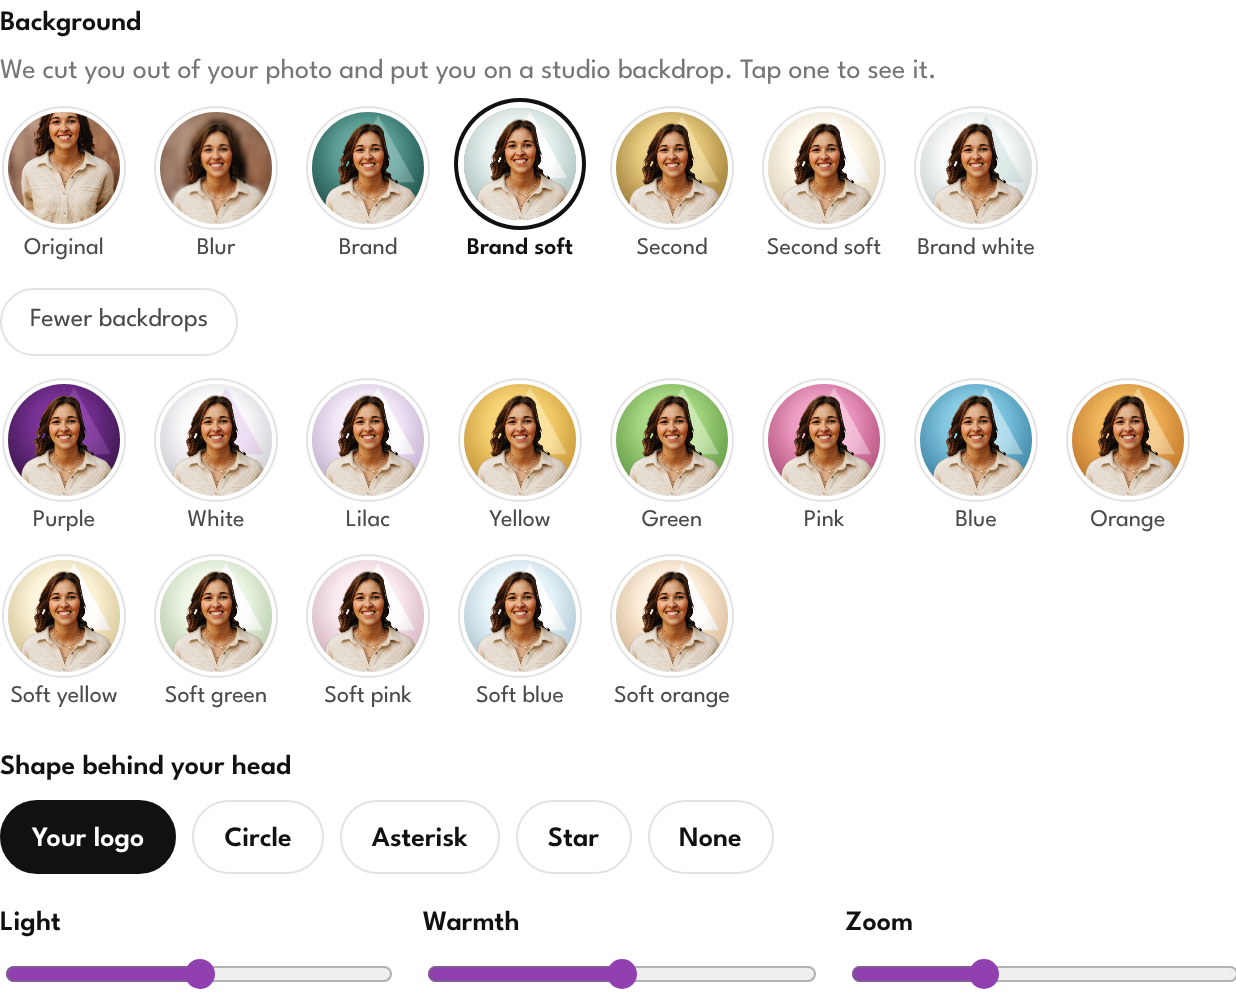 Background
We cut you out of your photo and put you on a studio backdrop. Tap one to see it.
Original Blur Brand Brand soft Second Second soft Brand white
Fewer backdrops
Purple White Lilac Yellow Green Pink Blue Orange
Soft yellow Soft green Soft pink Soft blue Soft orange
Shape behind your head
Your logo Circle Asterisk Star None
Light Warmth Zoom